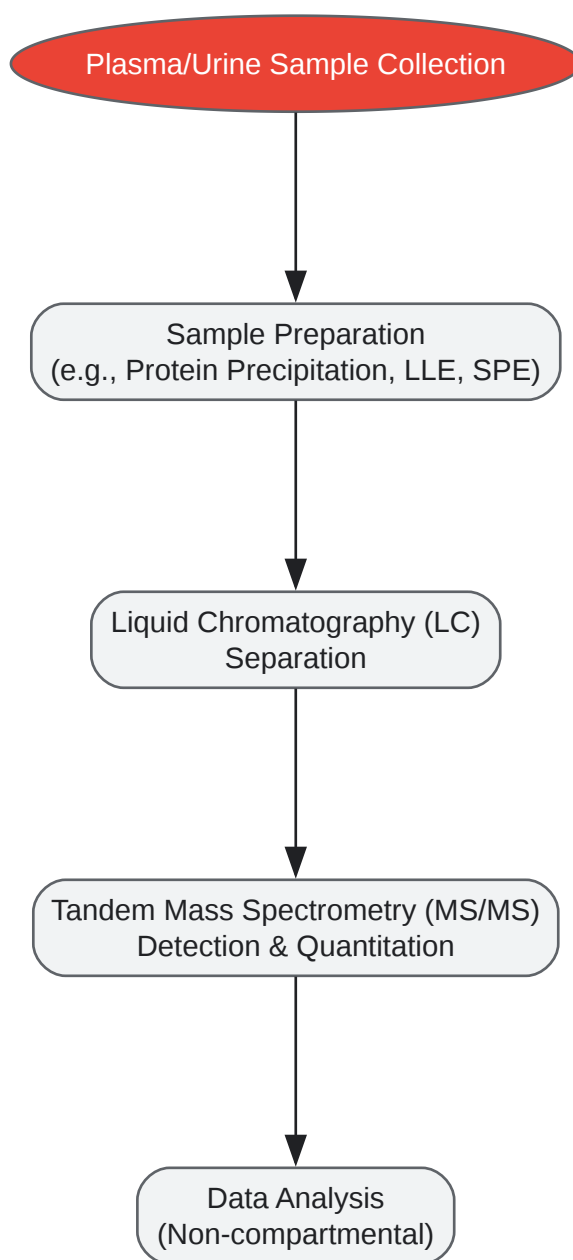 Plasma/Urine Sample Collection
Sample Preparation
(e.g., Protein Precipitation, LLE, SPE)
Liquid Chromatography (LC)
Separation
Tandem Mass Spectrometry (MS/MS)
Detection & Quantitation
Data Analysis
(Non-compartmental)